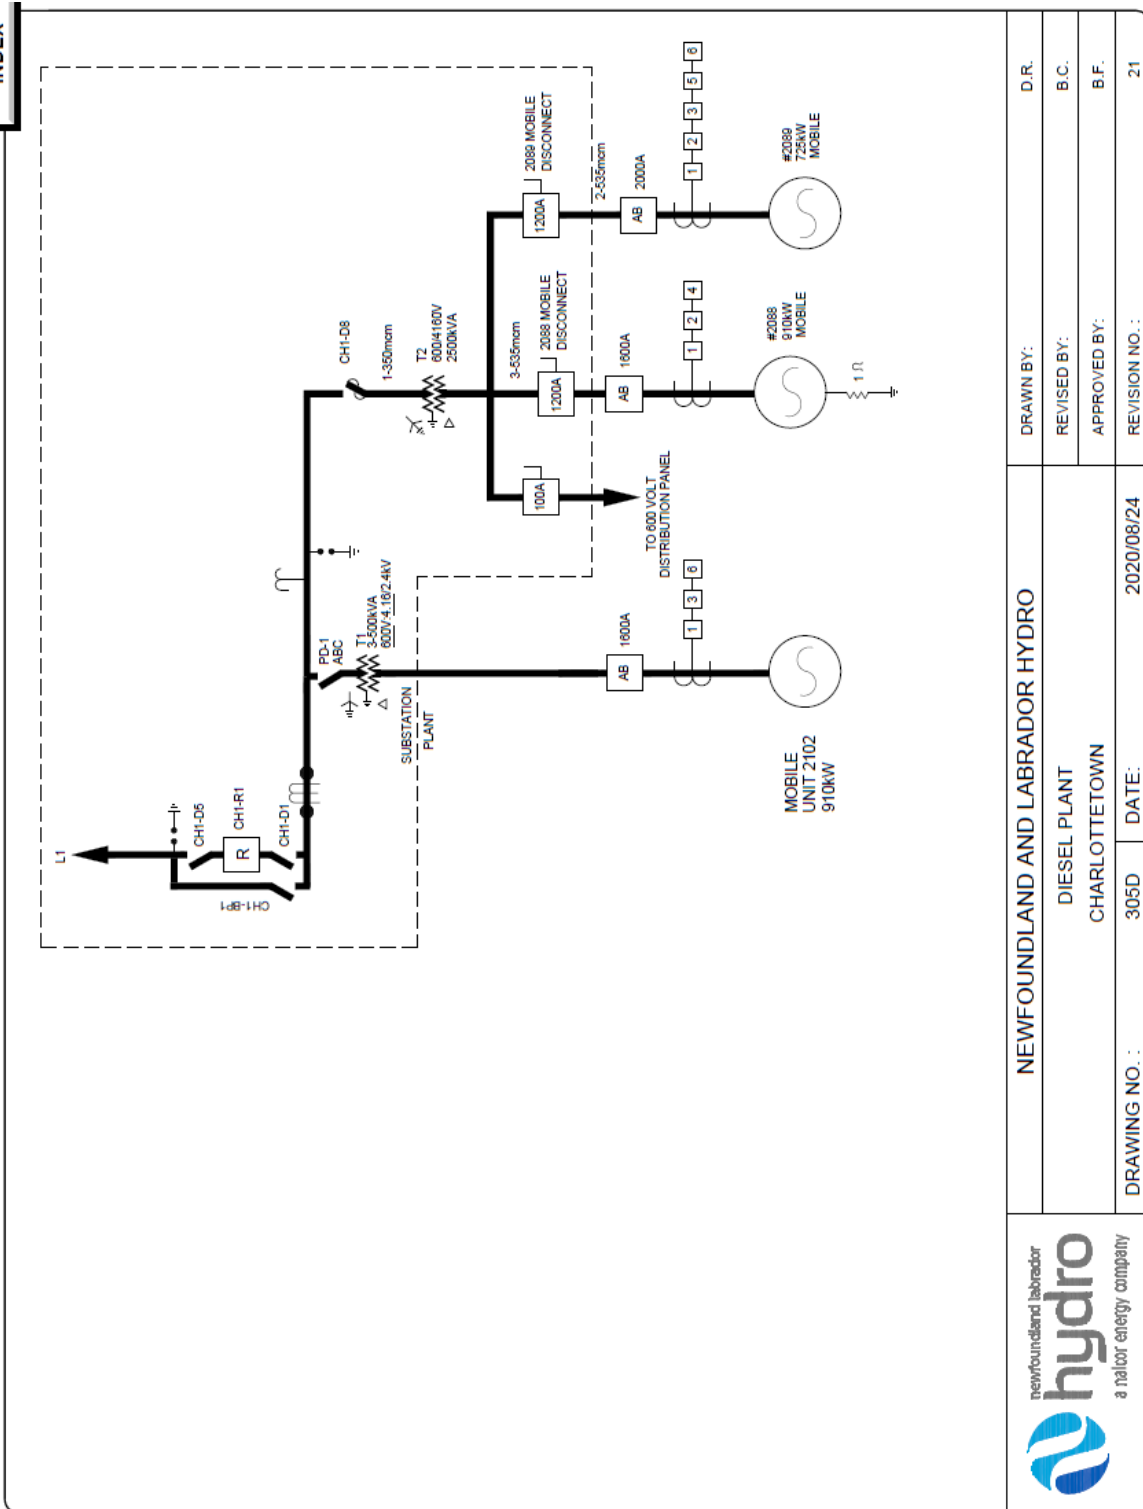 INDEX
L1
CH1-BP1
CH1-D5
CH1-R1
R
CH1-D1
PD-1
ABC
T1
3-500kVA
600V:4.16/2.4kV
SUBSTATION
PLANT
CH1-D8
1-350mcm
T2
600/4160V
2500kVA
3-535mcm
100A
1200A
2088 MOBILE
DISCONNECT
1200A
2089 MOBILE
DISCONNECT
2-535mcm
TO 600 VOLT
DISTRIBUTION PANEL
AB
1600A
AB
1600A
AB
2000A
1 3 6
1 2 4
1 2 3 5 6
MOBILE
UNIT 2102
910kW
#2088
910kW
MOBILE
1 Ω
#2089
725kW
MOBILE
newfoundland labrador
hydro
a nalcor energy company
NEWFOUNDLAND AND LABRADOR HYDRO
DIESEL PLANT
CHARLOTTETOWN
DRAWING NO. : 305D DATE: 2020/08/24
DRAWN BY: D.R.
REVISED BY: B.C.
APPROVED BY: B.F.
REVISION NO. : 21